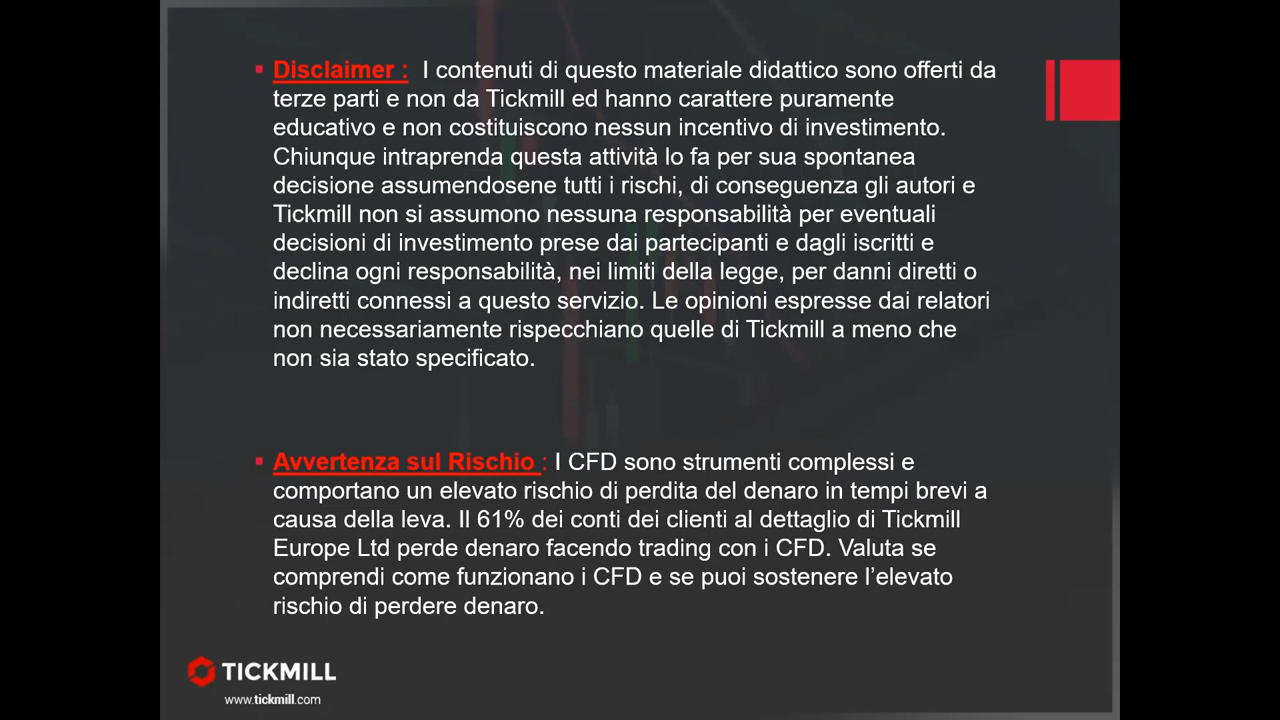 Disclaimer :  I contenuti di questo materiale didattico sono offerti da
terze parti e non da Tickmill ed hanno carattere puramente
educativo e non costituiscono nessun incentivo di investimento.
Chiunque intraprenda questa attività lo fa per sua spontanea
decisione assumendosene tutti i rischi, di conseguenza gli autori e
Tickmill non si assumono nessuna responsabilità per eventuali
decisioni di investimento prese dai partecipanti e dagli iscritti e
declina ogni responsabilità, nei limiti della legge, per danni diretti o
indiretti connessi a questo servizio. Le opinioni espresse dai relatori
non necessariamente rispecchiano quelle di Tickmill a meno che
non sia stato specificato.
Avvertenza sul Rischio : I CFD sono strumenti complessi e
comportano un elevato rischio di perdita del denaro in tempi brevi a
causa della leva. Il 61% dei conti dei clienti al dettaglio di Tickmill
Europe Ltd perde denaro facendo trading con i CFD. Valuta se
comprendi come funzionano i CFD e se puoi sostenere l’elevato
rischio di perdere denaro.
TICKMILL
www.tickmill.com